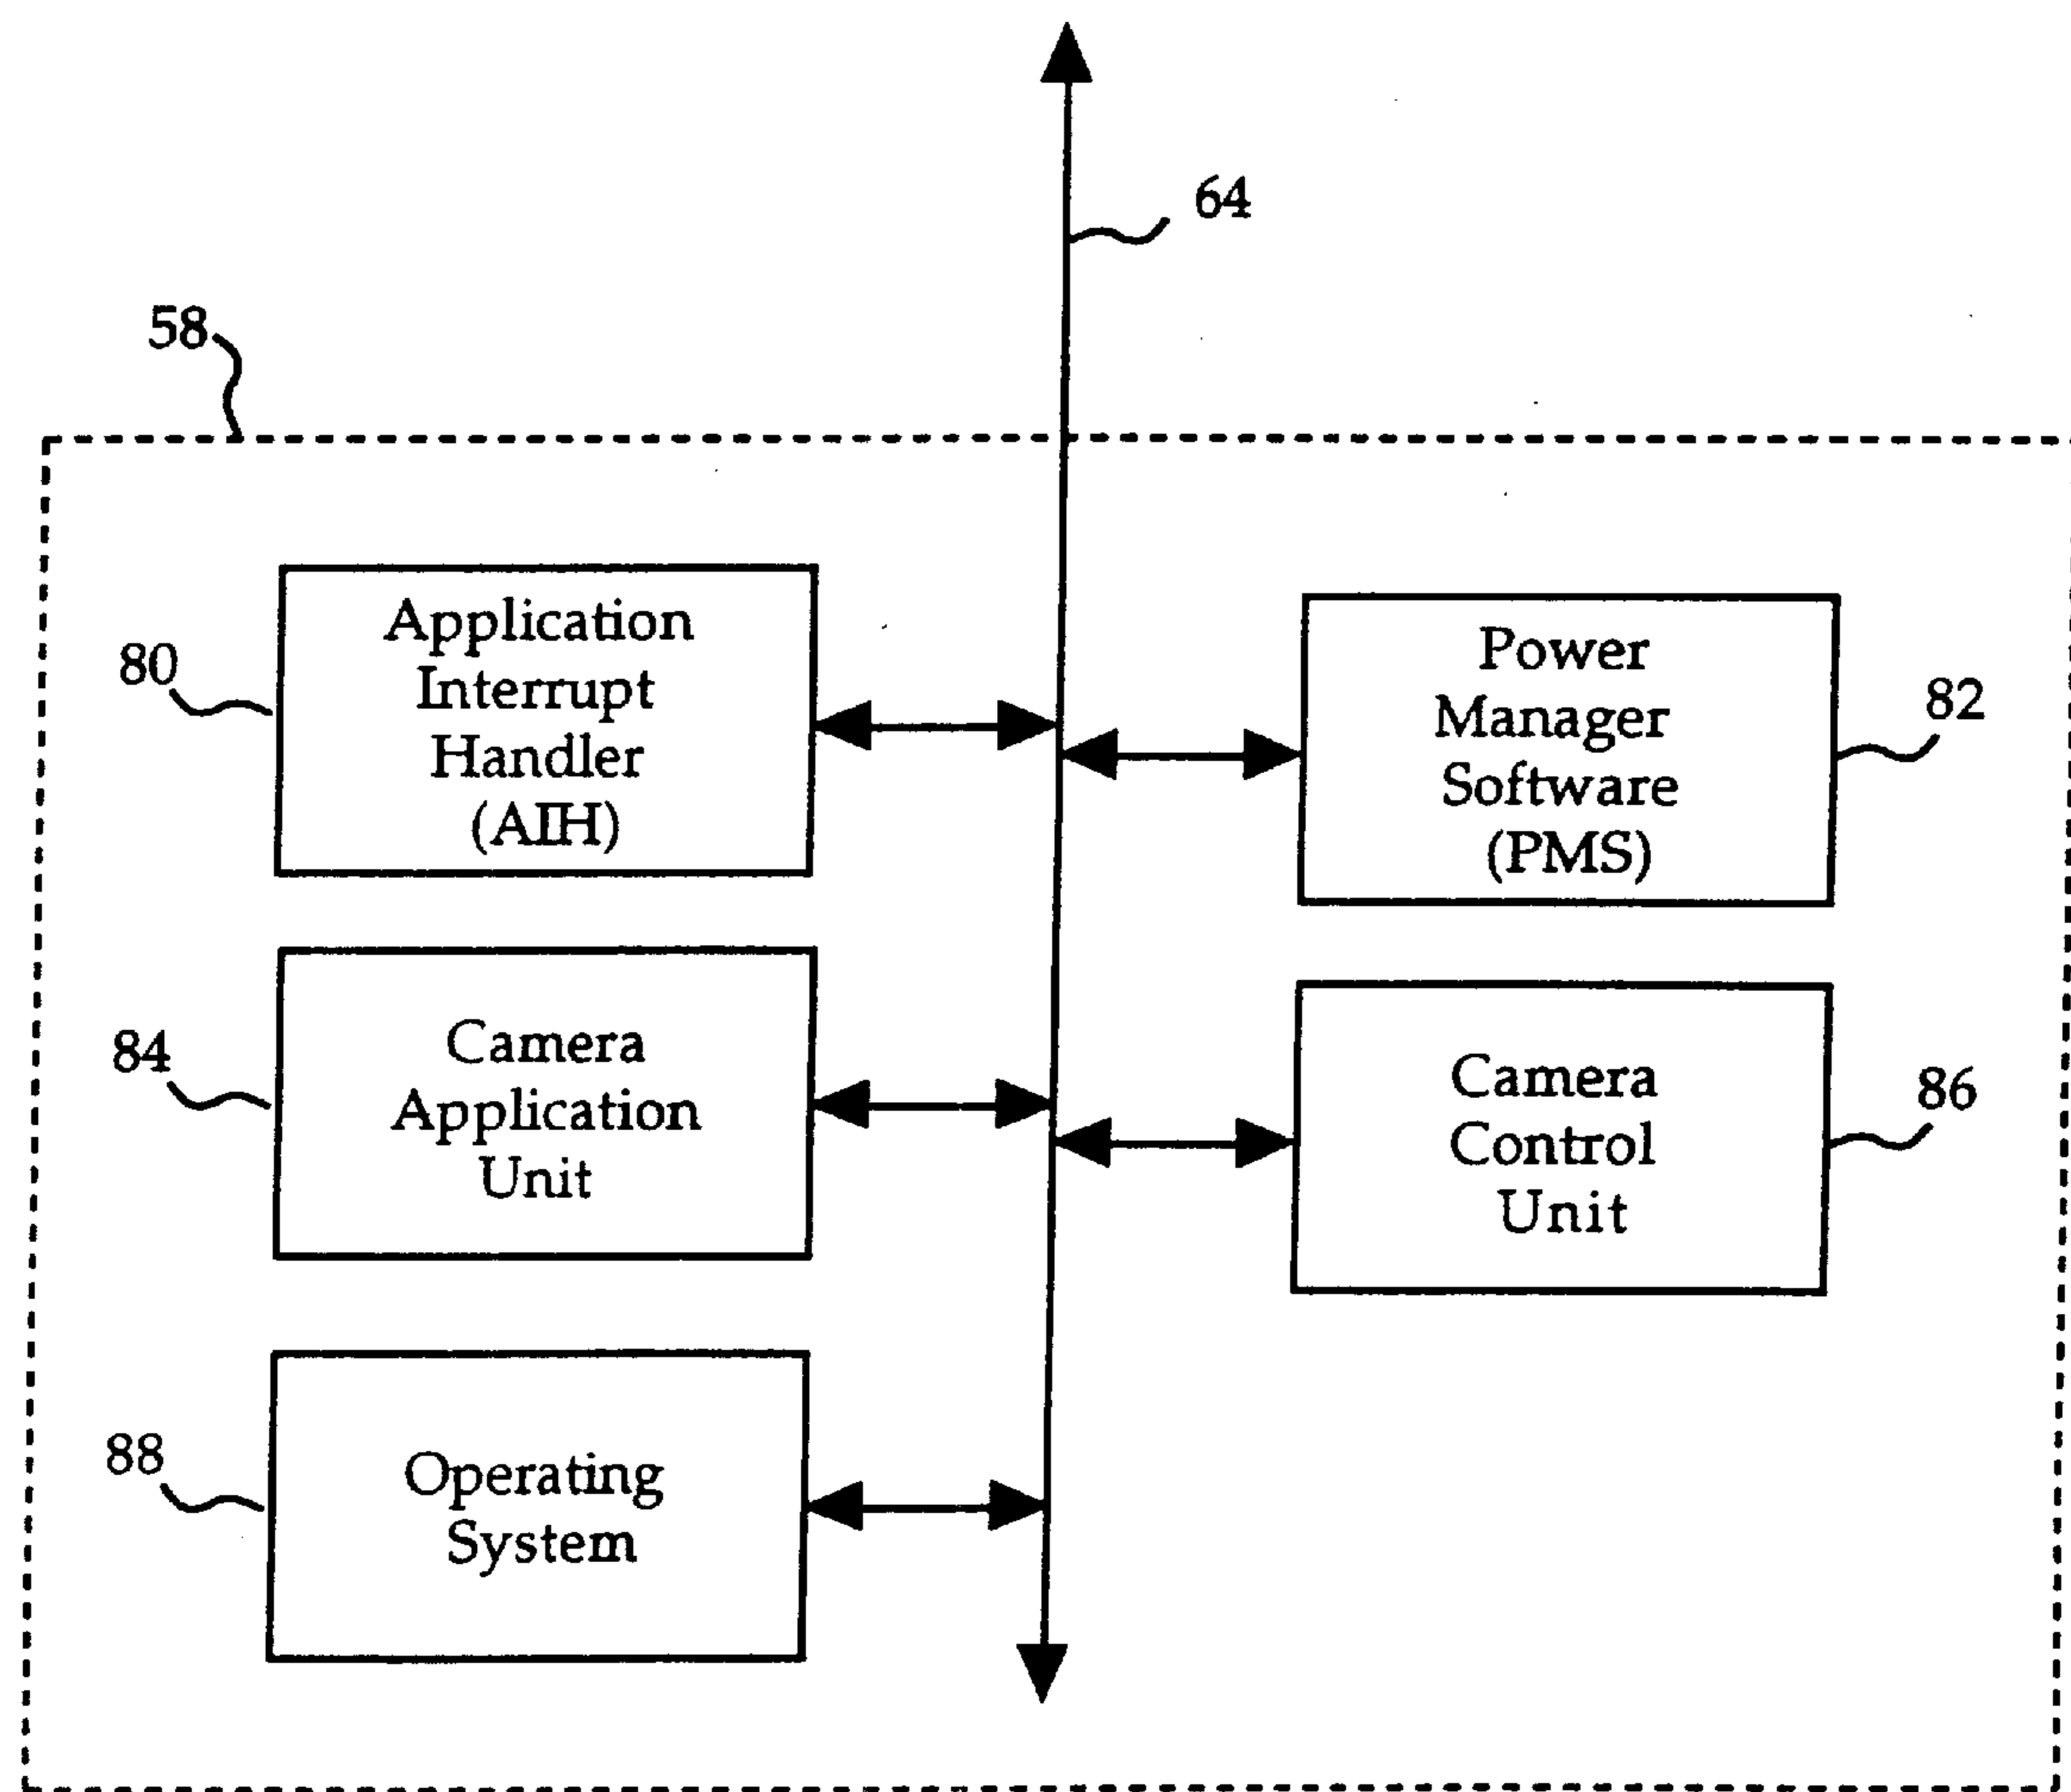 64
58
80
Application
Interrupt
Handler
(AIH)
Power
Manager
Software
(PMS)
82
84
Camera
Application
Unit
Camera
Control
Unit
86
88
Operating
System